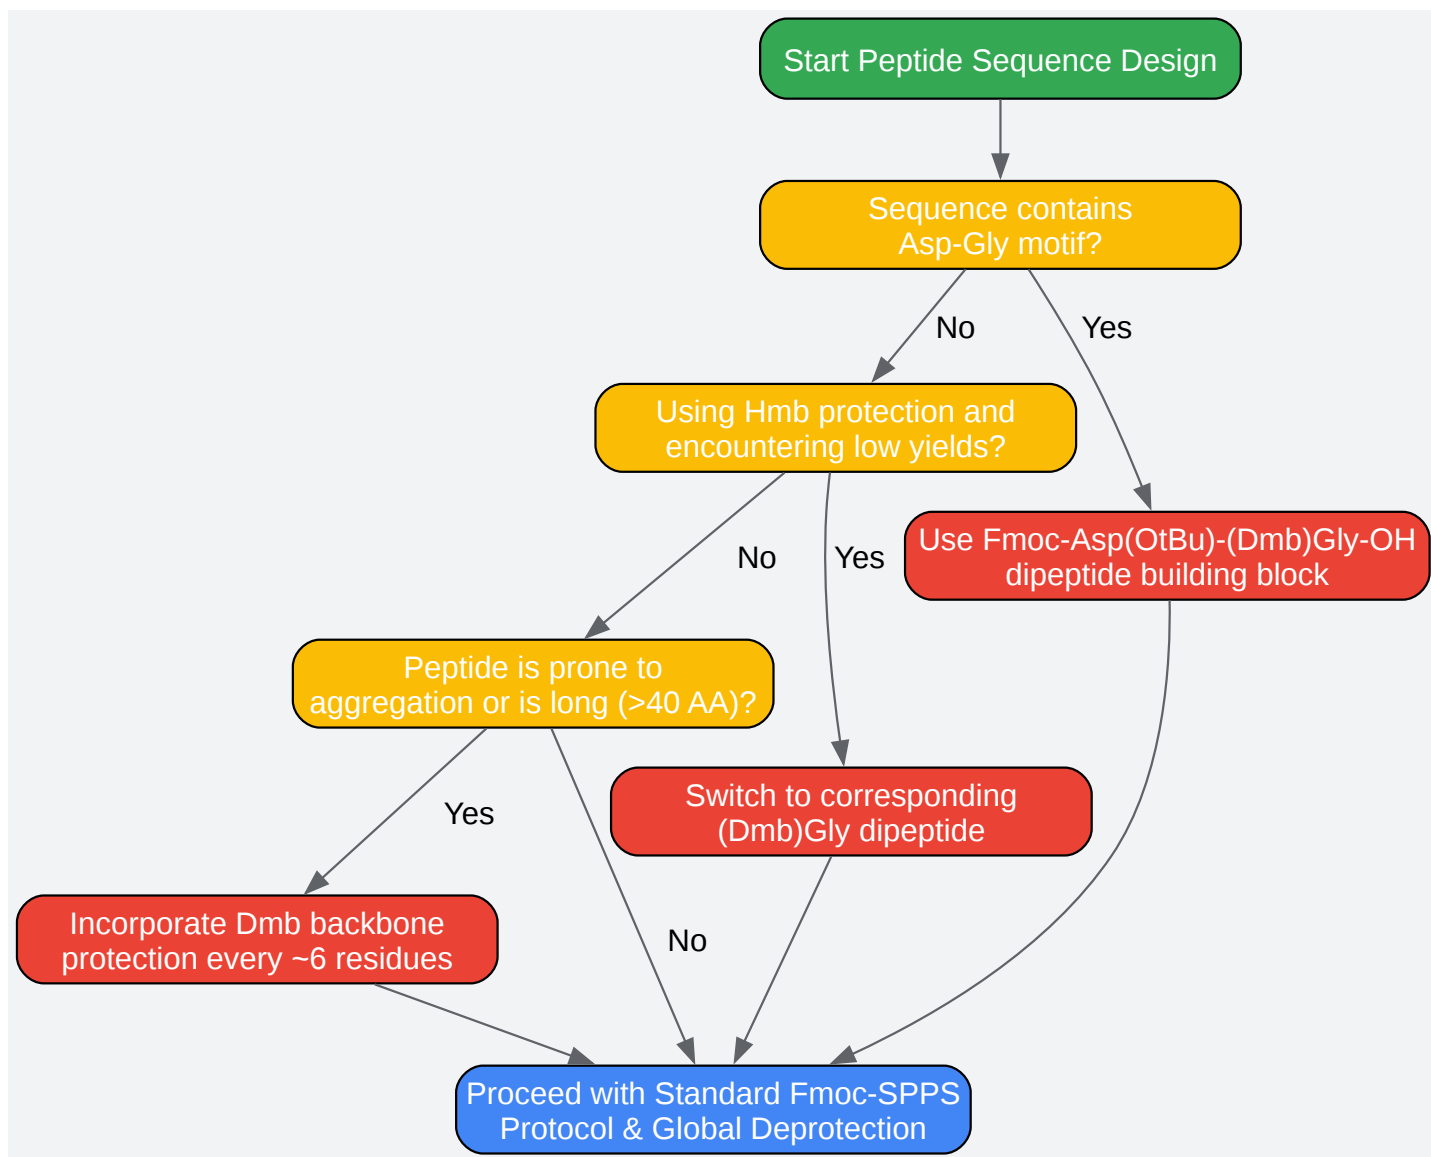 Start Peptide Sequence Design
Sequence contains
Asp-Gly motif?
No
Yes
Using Hmb protection and
encountering low yields?
No
Yes
Use Fmoc-Asp(OtBu)-(Dmb)Gly-OH
dipeptide building block
Peptide is prone to
aggregation or is long (>40 AA)?
Yes
No
Switch to corresponding
(Dmb)Gly dipeptide
Incorporate Dmb backbone
protection every ~6 residues
Proceed with Standard Fmoc-SPPS
Protocol & Global Deprotection